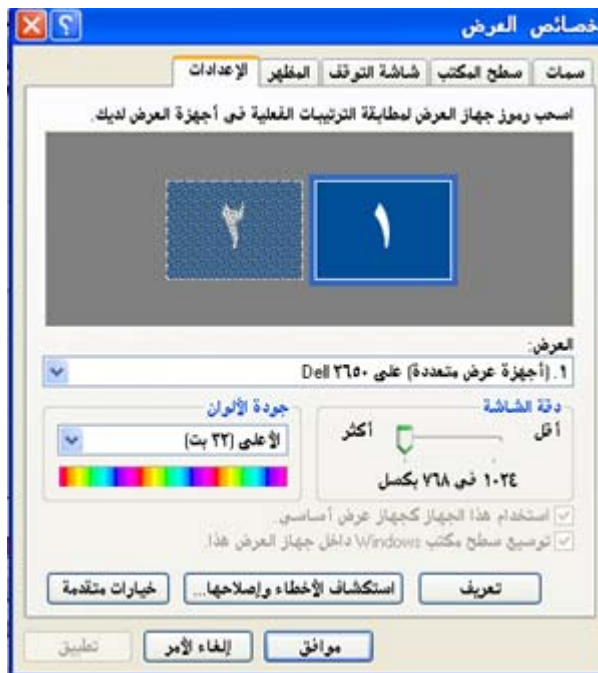 خصائص العرض
سمات
سطح المكتب
شاشة التوقف
المظهر
الإعدادات
اسحب رموز جهاز العرض لمطابقة الترتيبات الفعلية في أجهزة العرض لديك.
١
٢
العرض:
١. (أجهزة عرض متعددة) على Dell ٢٦٥٠
دقة الشاشة
أقل
أكثر
١٠٢٤ في ٧٦٨ بكسل
جودة الألوان
الأعلى (٣٢ بت)
استخدام هذا الجهاز كجهاز عرض أساسي.
توسيع سطح مكتب Windows داخل جهاز العرض هذا.
تعريف
استكشاف الأخطاء وإصلاحها...
خيارات متقدمة
موافق
إلغاء الأمر
تطبيق